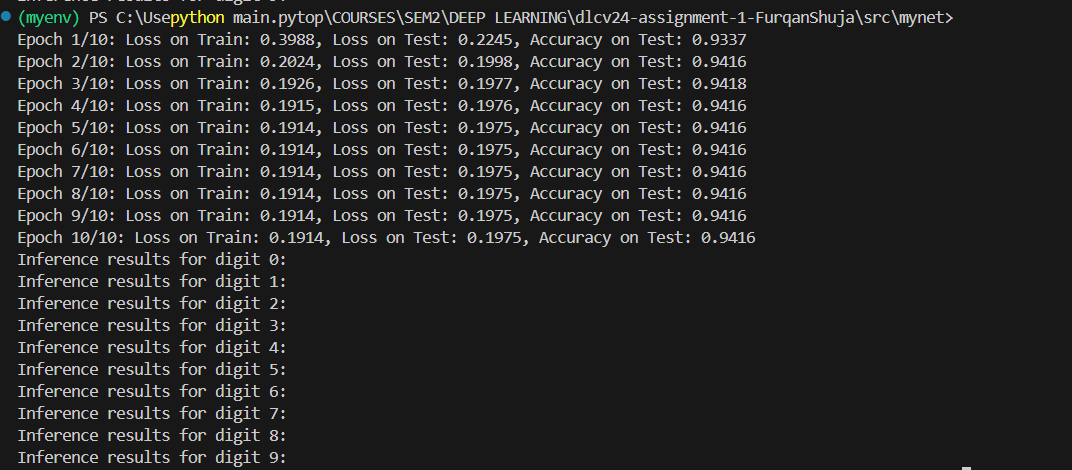 Inference results for digit 9:
(myenv) PS C:\Usepython main.pytop\COURSES\SEM2\DEEP LEARNING\dlcv24-assignment-1-FurqanShuja\src\mynet>
Epoch 1/10: Loss on Train: 0.3988, Loss on Test: 0.2245, Accuracy on Test: 0.9337
Epoch 2/10: Loss on Train: 0.2024, Loss on Test: 0.1998, Accuracy on Test: 0.9416
Epoch 3/10: Loss on Train: 0.1926, Loss on Test: 0.1977, Accuracy on Test: 0.9418
Epoch 4/10: Loss on Train: 0.1915, Loss on Test: 0.1976, Accuracy on Test: 0.9416
Epoch 5/10: Loss on Train: 0.1914, Loss on Test: 0.1975, Accuracy on Test: 0.9416
Epoch 6/10: Loss on Train: 0.1914, Loss on Test: 0.1975, Accuracy on Test: 0.9416
Epoch 7/10: Loss on Train: 0.1914, Loss on Test: 0.1975, Accuracy on Test: 0.9416
Epoch 8/10: Loss on Train: 0.1914, Loss on Test: 0.1975, Accuracy on Test: 0.9416
Epoch 9/10: Loss on Train: 0.1914, Loss on Test: 0.1975, Accuracy on Test: 0.9416
Epoch 10/10: Loss on Train: 0.1914, Loss on Test: 0.1975, Accuracy on Test: 0.9416
Inference results for digit 0:
Inference results for digit 1:
Inference results for digit 2:
Inference results for digit 3:
Inference results for digit 4:
Inference results for digit 5:
Inference results for digit 6:
Inference results for digit 7:
Inference results for digit 8:
Inference results for digit 9: